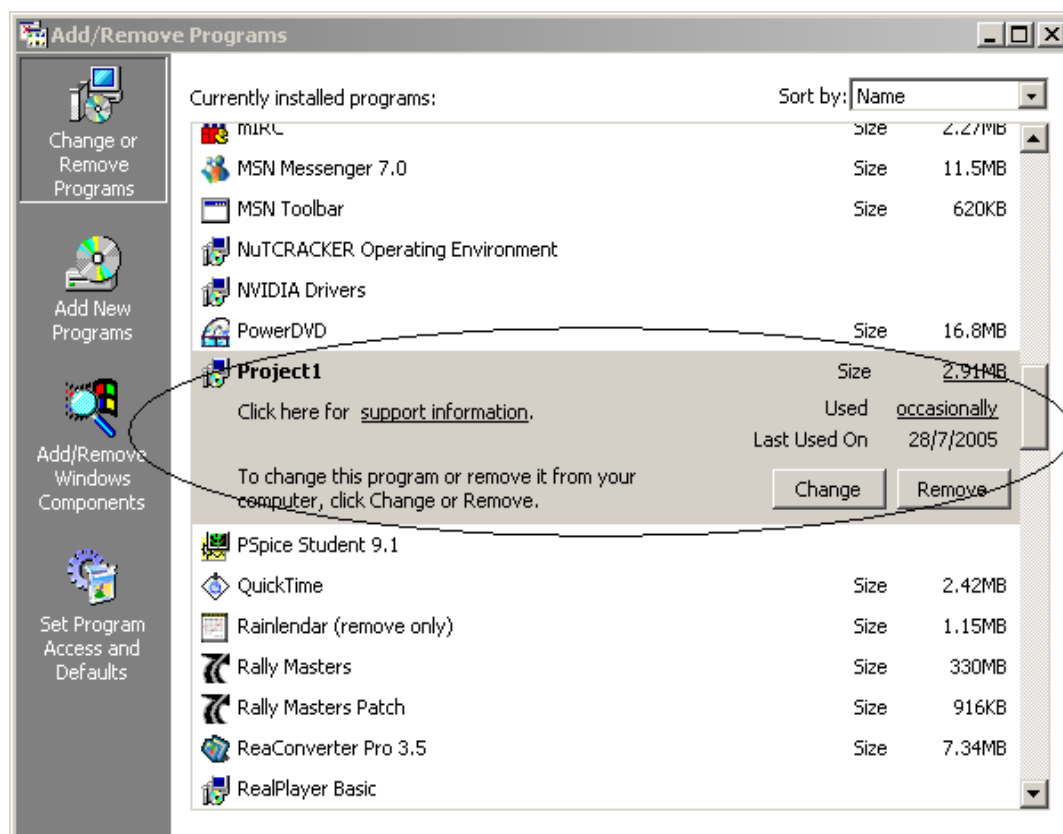 Add/Remove Programs
Change or
Remove
Programs
Add New
Programs
Add/Remove
Windows
Components
Set Program
Access and
Defaults
Currently installed programs:
Sort by: Name
mIRC Size 2.27MB
MSN Messenger 7.0 Size 11.5MB
MSN Toolbar Size 620KB
NuTCRACKER Operating Environment
NVIDIA Drivers
PowerDVD Size 16.8MB
Project1 Size 2.91MB
Click here for support information. Used occasionally
Last Used On 28/7/2005
To change this program or remove it from your
computer, click Change or Remove.
Change Remove
PSpice Student 9.1
QuickTime Size 2.42MB
Rainlendar (remove only) Size 1.15MB
Rally Masters Size 330MB
Rally Masters Patch Size 916KB
ReaConverter Pro 3.5 Size 7.34MB
RealPlayer Basic